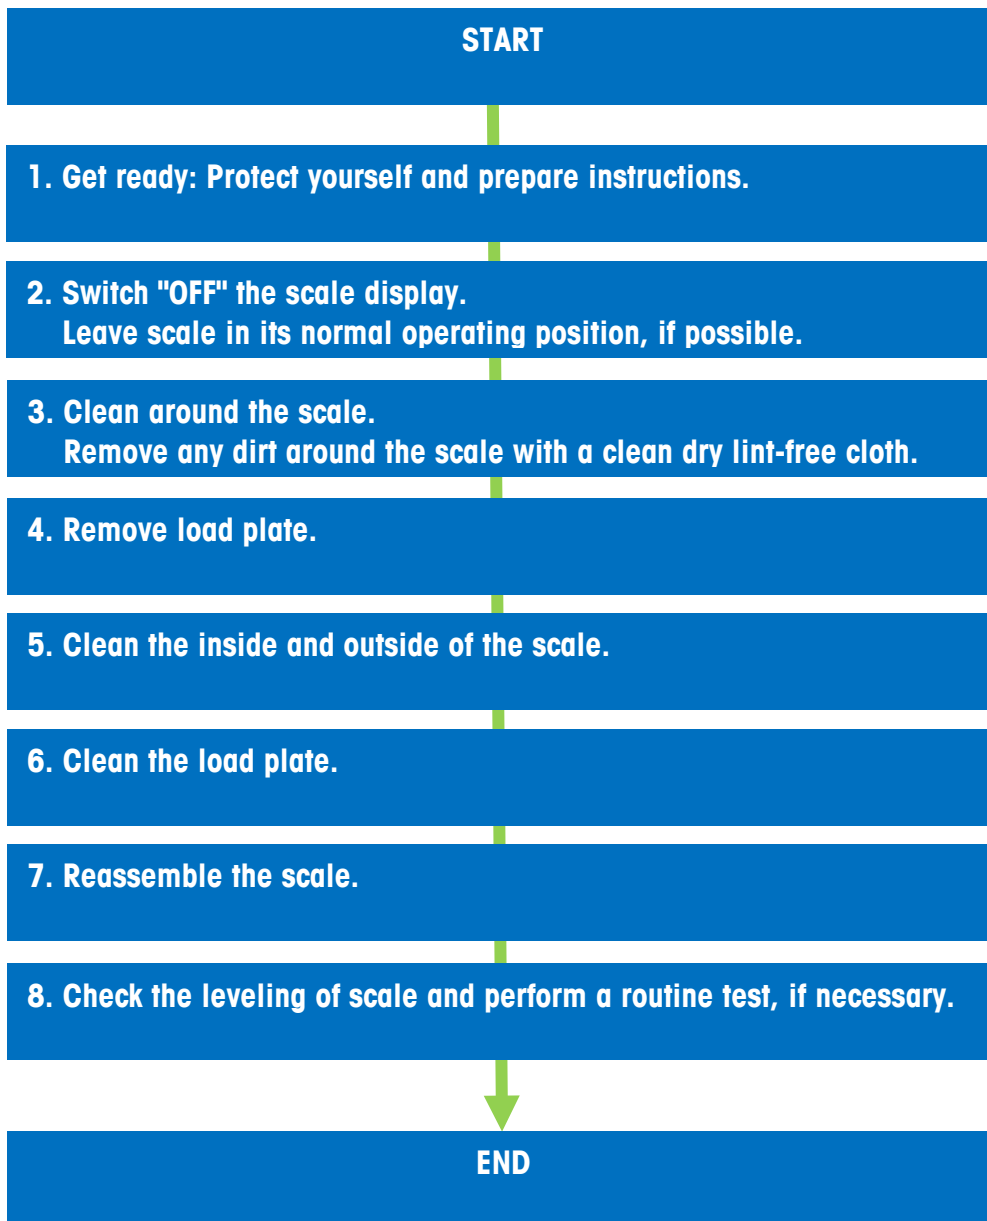 START
1. Get ready: Protect yourself and prepare instructions.
2. Switch "OFF" the scale display.
Leave scale in its normal operating position, if possible.
3. Clean around the scale.
Remove any dirt around the scale with a clean dry lint-free cloth.
4. Remove load plate.
5. Clean the inside and outside of the scale.
6. Clean the load plate.
7. Reassemble the scale.
8. Check the leveling of scale and perform a routine test, if necessary.
END